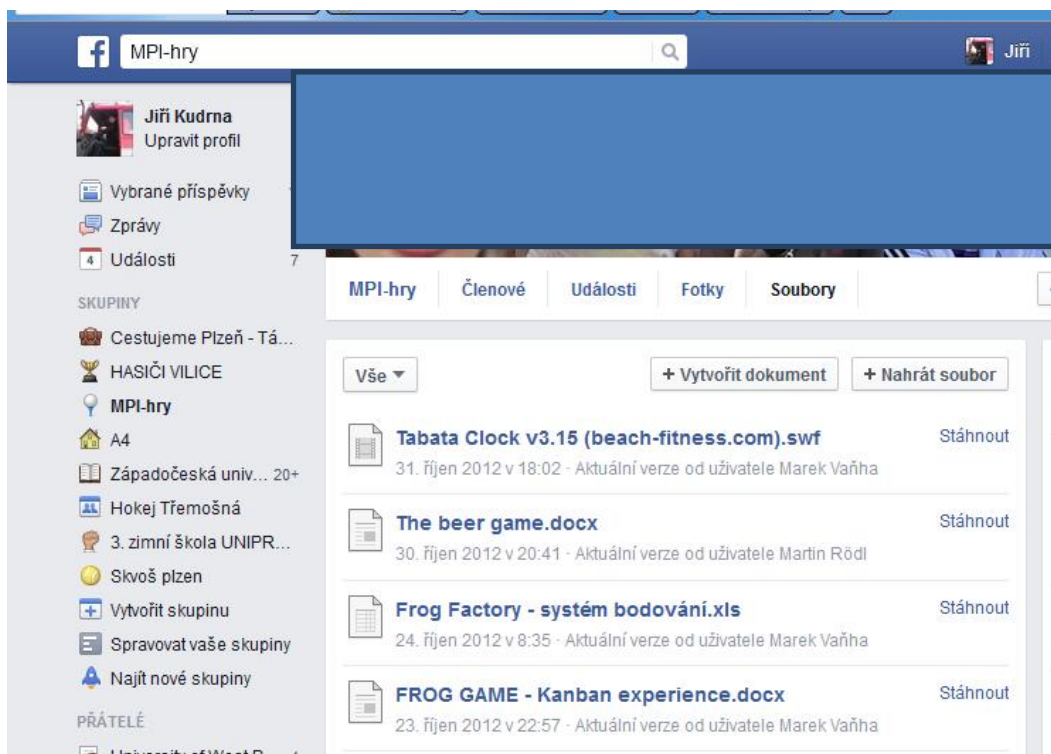 MPI-hry
Jiří
Jiří Kudrna
Upravit profil
Vybrané příspěvky
Zprávy
4 Události 7
SKUPINY
Cestujeme Plzeň - Tá...
HASIČI VILICE
MPI-hry
A4
Západočeská univ... 20+
Hokej Třemošná
3. zimní škola UNIPR...
Skvoš plzen
Vytvořit skupinu
Spravovat vaše skupiny
Najít nové skupiny
PŘÁTELÉ
MPI-hry Členové Události Fotky Soubory
Vše + Vytvořit dokument + Nahrát soubor
Tabata Clock v3.15 (beach-fitness.com).swf Stáhnout
31. říjen 2012 v 18:02 · Aktuální verze od uživatele Marek Vaňha
The beer game.docx Stáhnout
30. říjen 2012 v 20:41 · Aktuální verze od uživatele Martin Rödl
Frog Factory - systém bodování.xls Stáhnout
24. říjen 2012 v 8:35 · Aktuální verze od uživatele Marek Vaňha
FROG GAME - Kanban experience.docx Stáhnout
23. říjen 2012 v 22:57 · Aktuální verze od uživatele Marek Vaňha